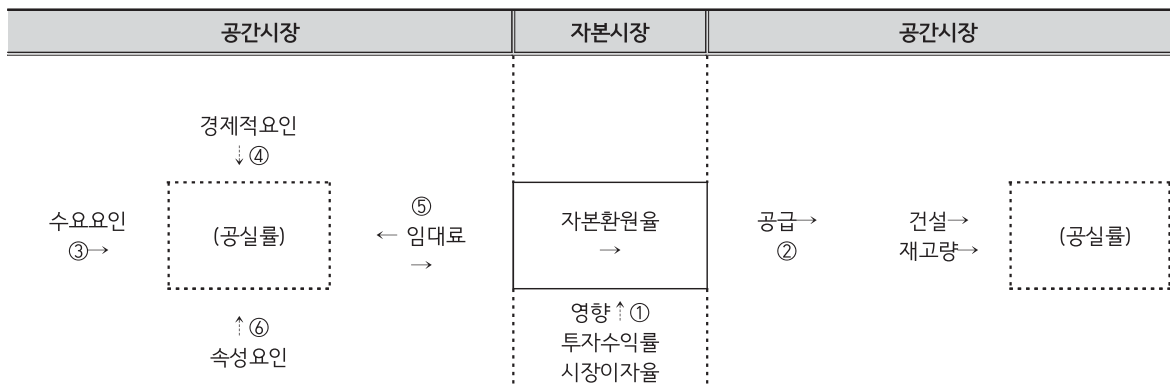 공간시장 자본시장 공간시장
경제적요인
⇣ ④
수요요인
③→
(공실률)
⑤
← 임대료
→
자본환원율
→
공급→
②
건설→
재고량→
(공실률)
⇡ ⑥
속성요인
영향 ⇡ ①
투자수익률
시장이자율